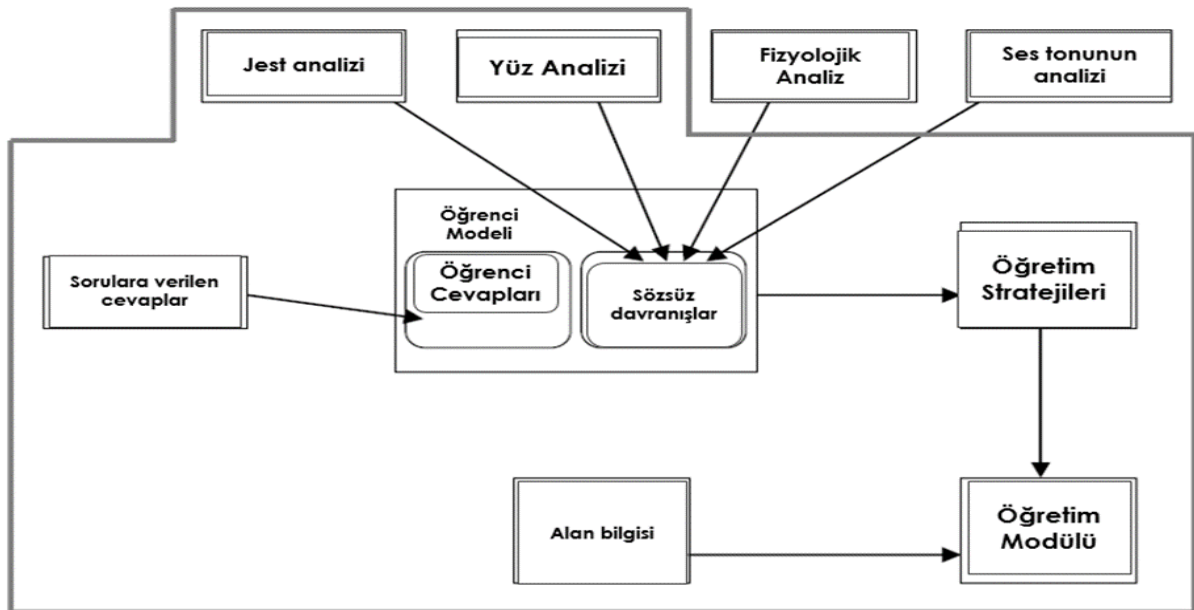 Jest analizi
Yüz Analizi
Fizyolojik
Analiz
Ses tonunun
analizi
Öğrenci
Modeli
Öğrenci
Cevapları
Sözsüz
davranışlar
Sorulara verilen
cevaplar
Öğretim
Stratejileri
Alan bilgisi
Öğretim
Modülü